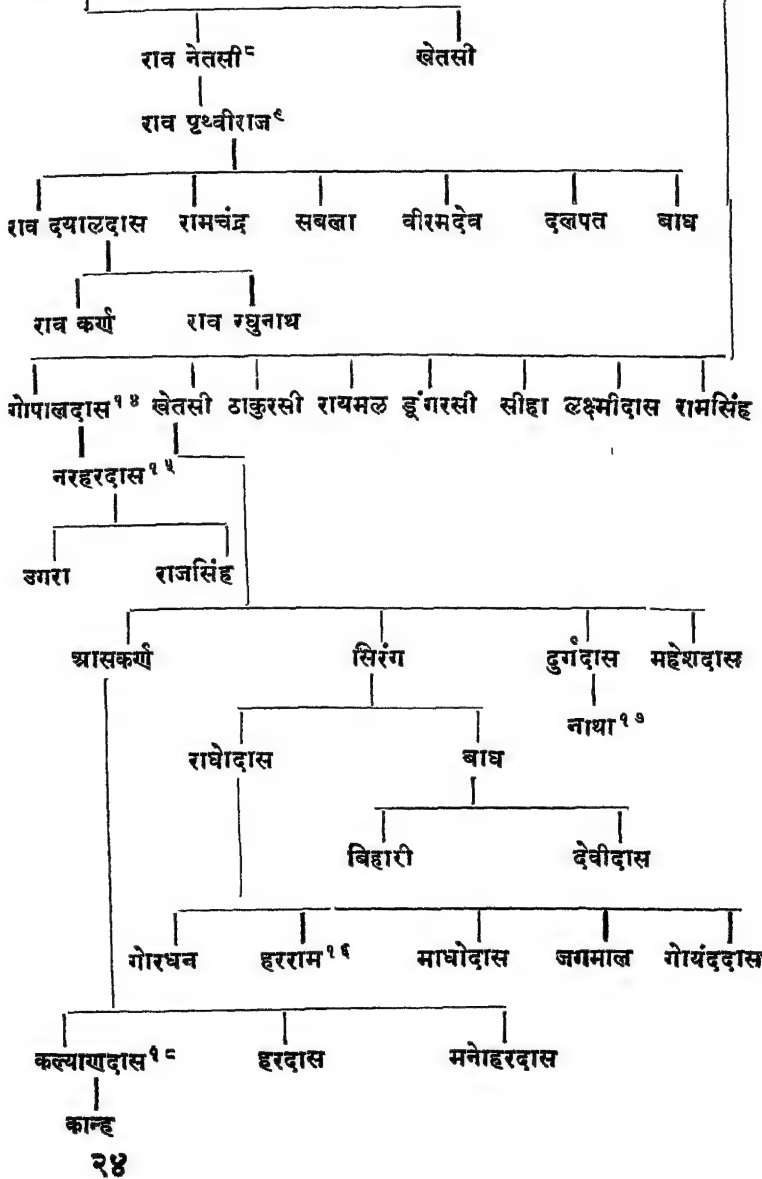 राव नेतसी८ खेतसी
राव पृथ्वीराज९
राव दयालदास रामचंद्र सबला वीरमदेव दलपत बाघ
राव कर्ण राव रघुनाथ
गोपालदास१४ खेतसी ठाकुरसी रायमल डूंगरसी सीहा लक्ष्मीदास रामसिंह
नरहरदास१५
उगरा राजसिंह
आसकर्ण सिरंग दुर्गदास महेशदास
नाथा१७
राघोदास बाघ
बिहारी देवीदास
गोरधन हरराम१६ माधोदास जगमाल गोयंददास
कल्याणदास१८ हरदास मनोहरदास
कान्ह
२४